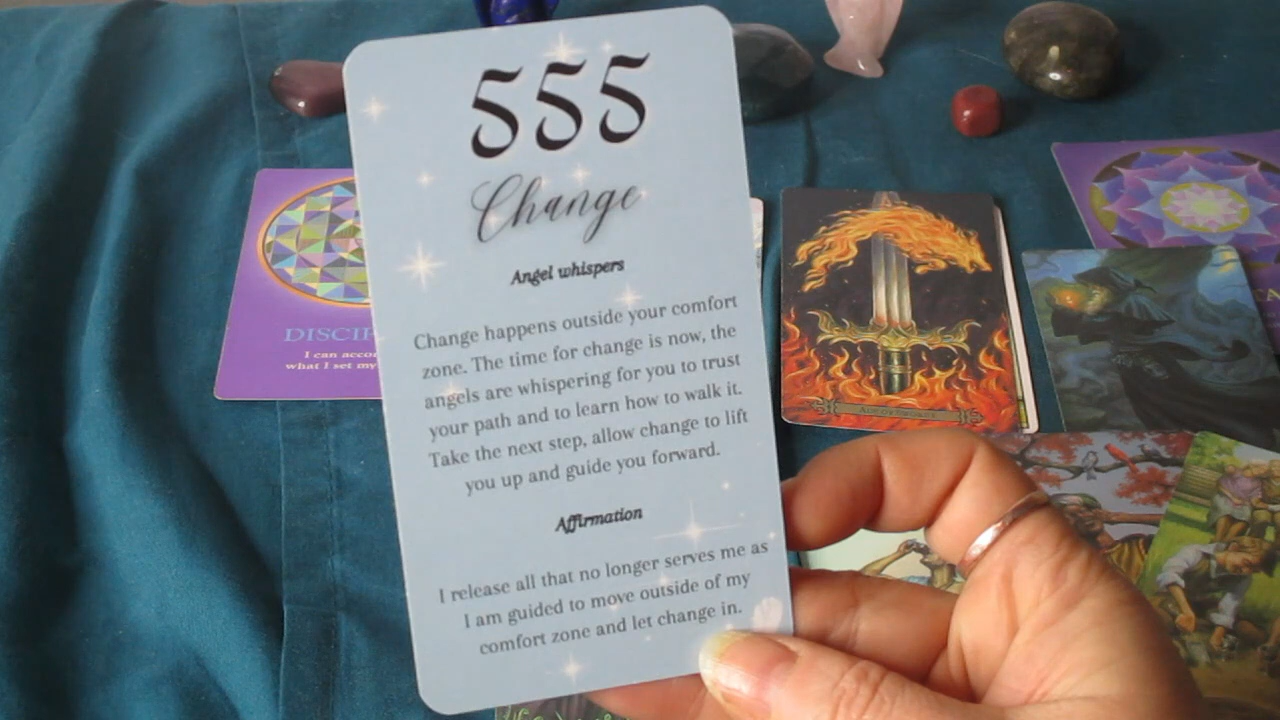 555
Change
Angel whispers
Change happens outside your comfort
zone. The time for change is now, the
angels are whispering for you to trust
your path and to learn how to walk it.
Take the next step, allow change to lift
you up and guide you forward.
Affirmation
I release all that no longer serves me as
I am guided to move outside of my
comfort zone and let change in.
I can
what I set my
Ace of Swords